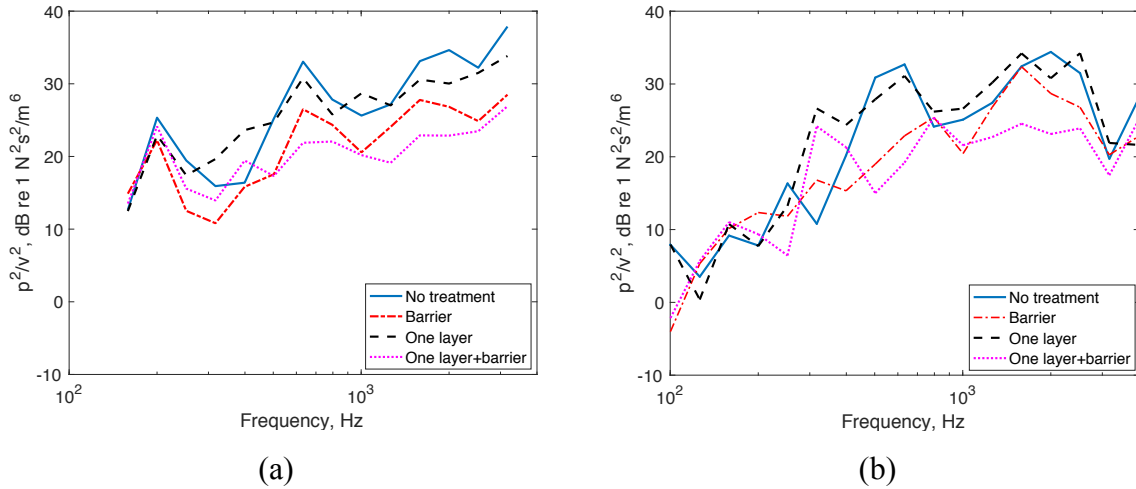 40
30
20
10
0
-10
10²
10³
p²/v², dB re 1 N²s²/m⁶
Frequency, Hz
No treatment
Barrier
One layer
One layer+barrier
(a)
40
30
20
10
0
-10
10²
10³
p²/v², dB re 1 N²s²/m⁶
Frequency, Hz
No treatment
Barrier
One layer
One layer+barrier
(b)